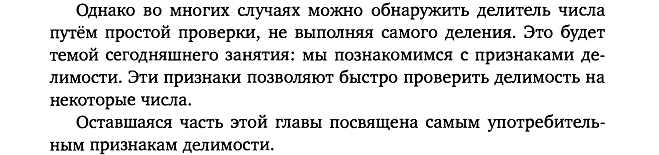 Однако во многих случаях можно обнаружить делитель числа
путём простой проверки, не выполняя самого деления. Это будет
темой сегодняшнего занятия: мы познакомимся с признаками де-
лимости. Эти признаки позволяют быстро проверить делимость на
некоторые числа.
Оставшаяся часть этой главы посвящена самым употребитель-
ным признакам делимости.